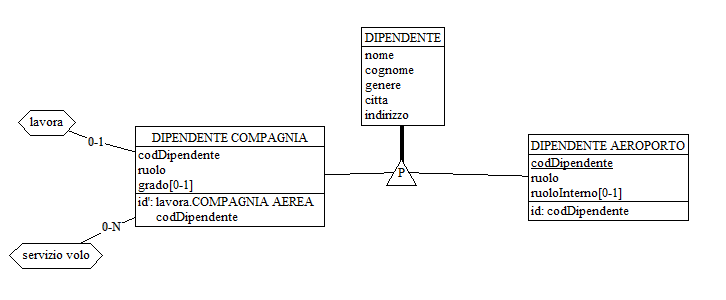 DIPENDENTE
nome
cognome
genere
citta
indirizzo
lavora
0-1
DIPENDENTE COMPAGNIA
codDipendente
ruolo
grado[0-1]
id': lavora.COMPAGNIA AEREA
codDipendente
0-N
servizio volo
P
DIPENDENTE AEROPORTO
codDipendente
ruolo
ruoloInterno[0-1]
id: codDipendente